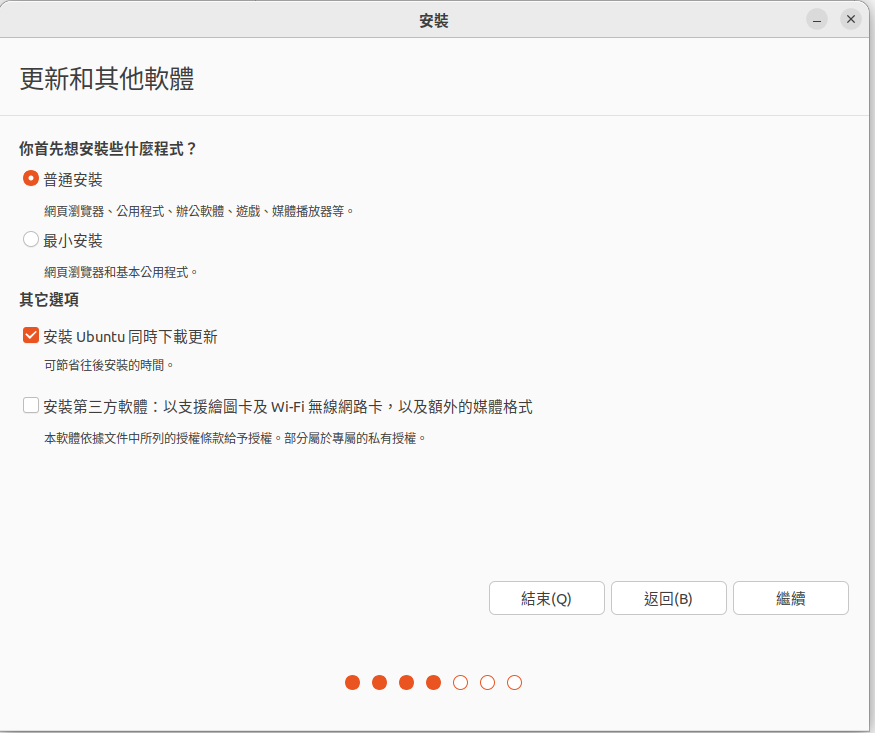 安裝
更新和其他軟體
你首先想安裝些什麼程式？
普通安裝
網頁瀏覽器、公用程式、辦公軟體、遊戲、媒體播放器等。
最小安裝
網頁瀏覽器和基本公用程式。
其它選項
安裝 Ubuntu 同時下載更新
可節省往後安裝的時間。
安裝第三方軟體：以支援繪圖卡及 Wi-Fi 無線網路卡，以及額外的媒體格式
本軟體依據文件中所列的授權條款給予授權。部分屬於專屬的私有授權。
結束(Q) 返回(B) 繼續